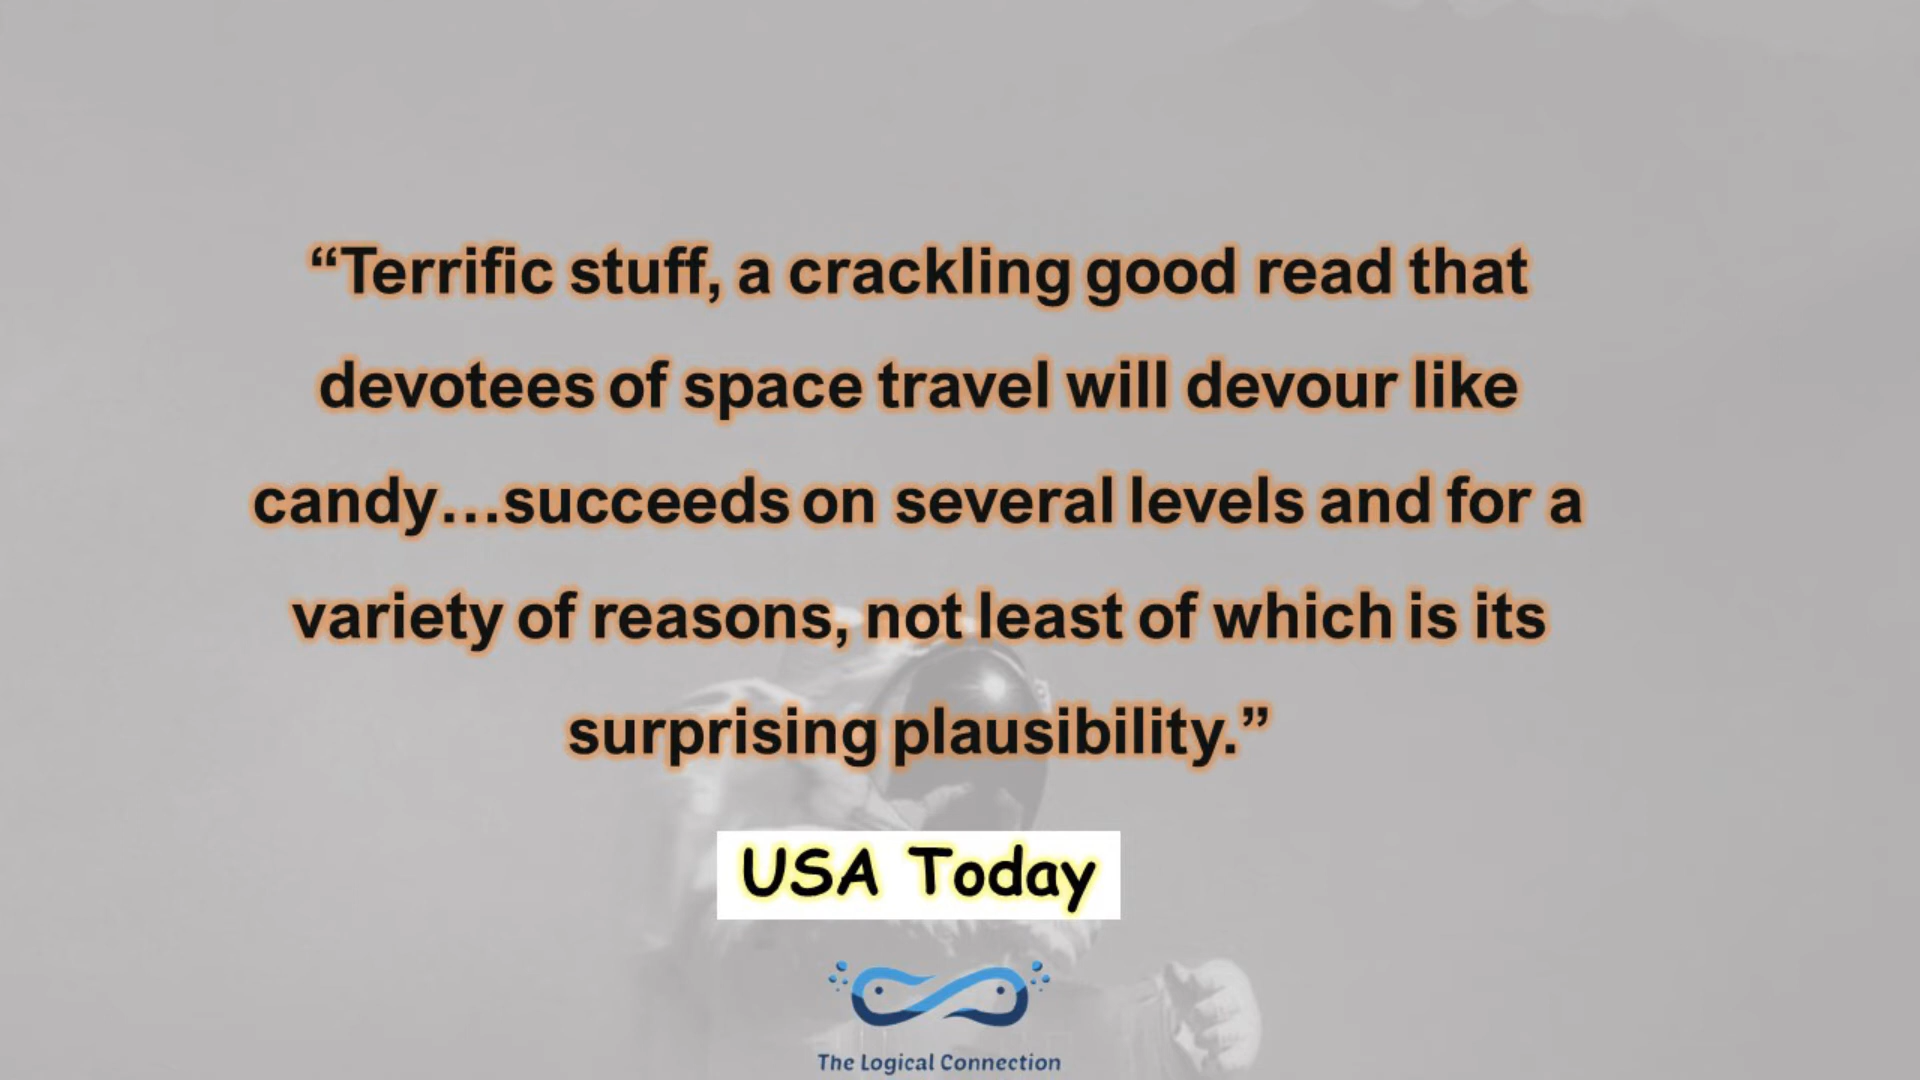 “Terrific stuff, a crackling good read that
devotees of space travel will devour like
candy…succeeds on several levels and for a
variety of reasons, not least of which is its
surprising plausibility.”
USA Today
The Logical Connection